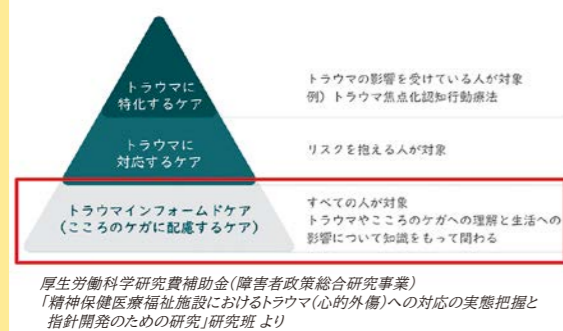 トラウマに
特化するケア
トラウマの影響を受けている人が対象
例）トラウマ焦点化認知行動療法
トラウマに
対応するケア
リスクを抱える人が対象
トラウマインフォームドケア
（こころのケガに配慮するケア）
すべての人が対象
トラウマやこころのケガへの理解と生活への
影響について知識をもって関わる
厚生労働科学研究費補助金(障害者政策総合研究事業)
「精神保健医療福祉施設におけるトラウマ(心的外傷)への対応の実態把握と
指針開発のための研究」研究班 より